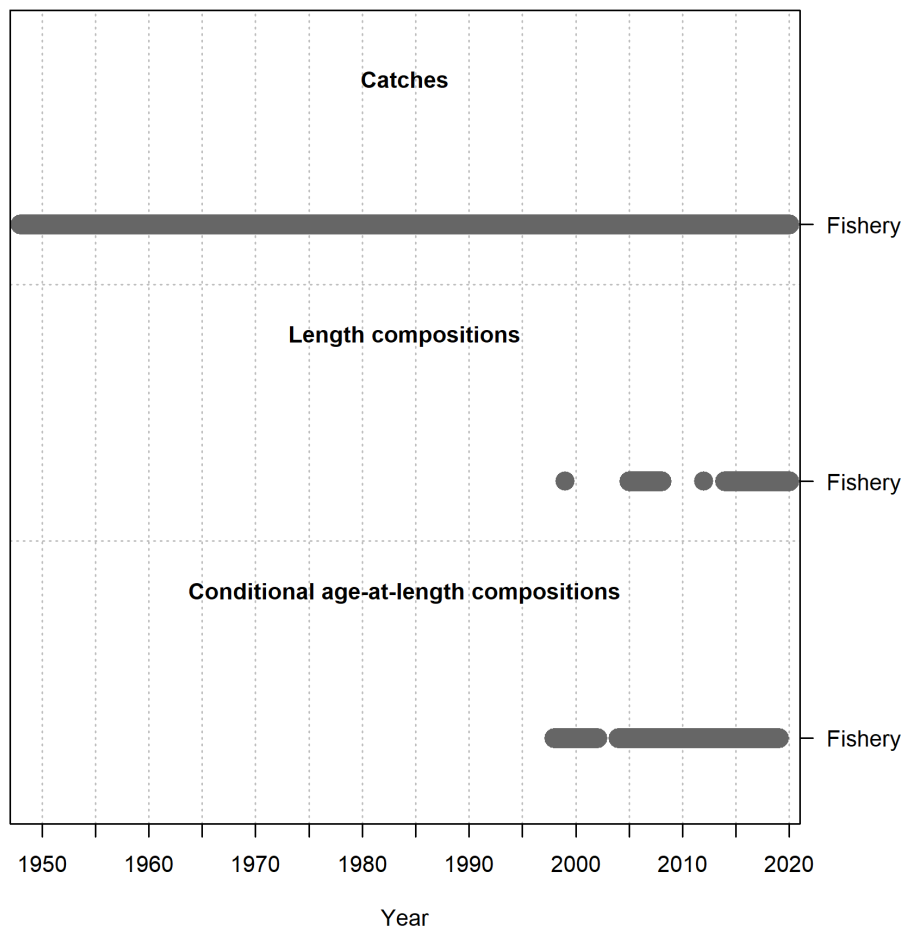 Catches
Fishery
Length compositions
Fishery
Conditional age-at-length compositions
Fishery
1950 1960 1970 1980 1990 2000 2010 2020
Year